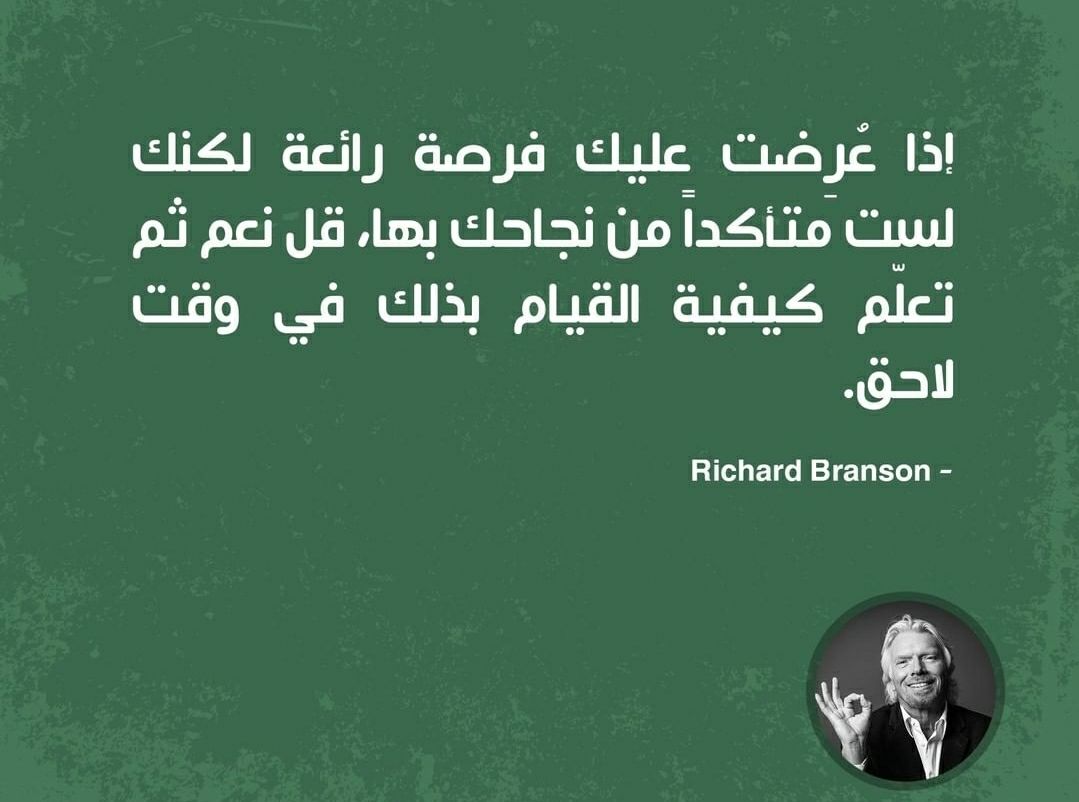 إذا عُرِضت عليك فرصة رائعة لكنك
لست متأكداً من نجاحك بها، قل نعم ثم
تعلّم كيفية القيام بذلك في وقت
لاحق.
Richard Branson -